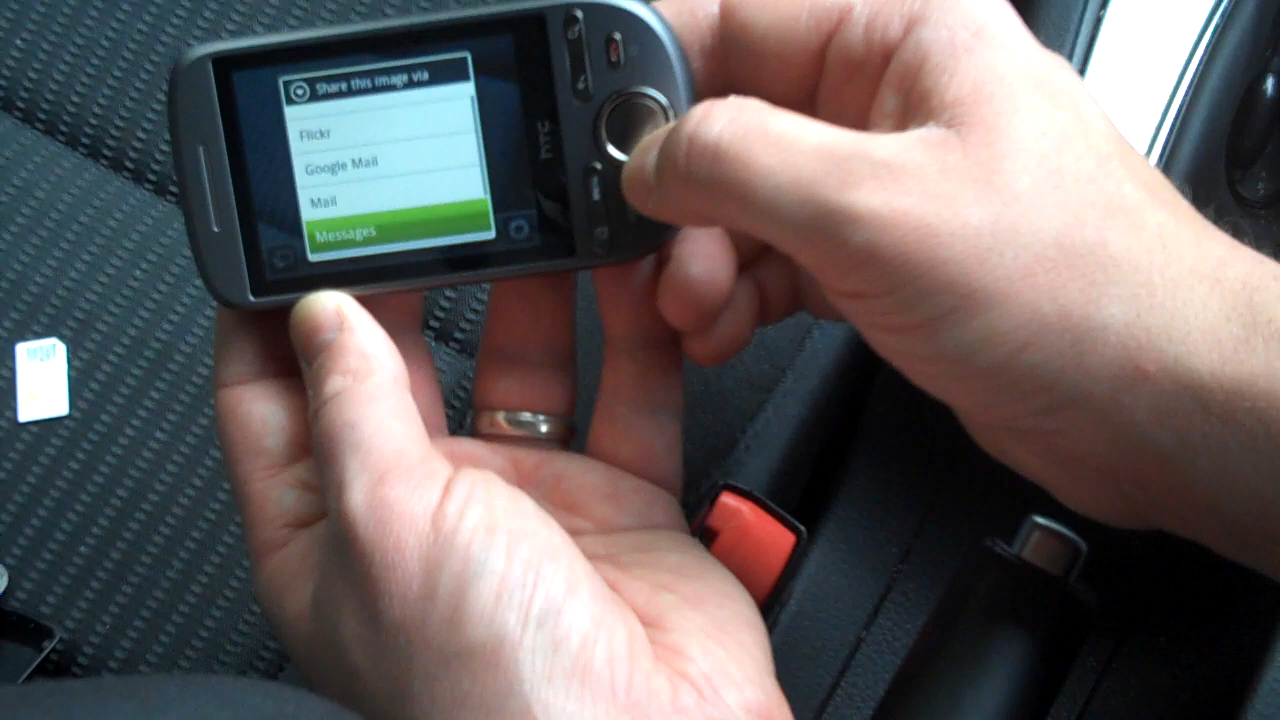 Share this image via
Flickr
Google Mail
Mail
Messages
hTC